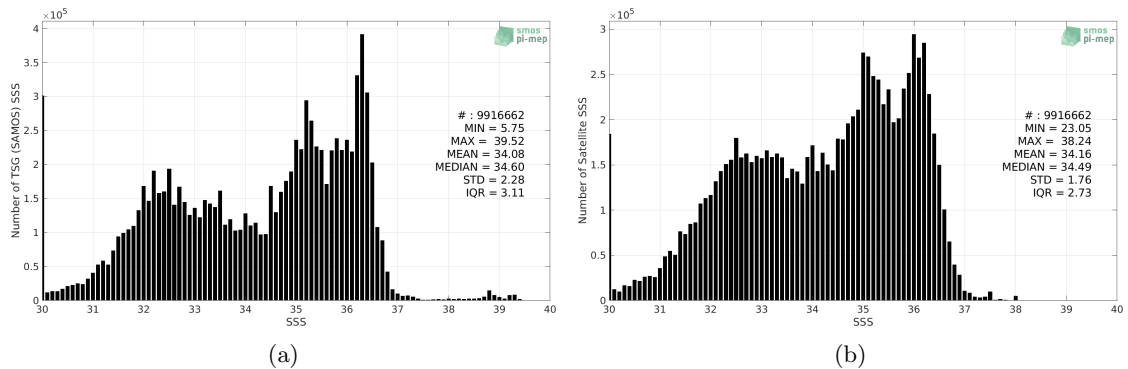 ×10⁵
4
3.5
3
2.5
2
1.5
1
0.5
0
Number of TSG (SAMOS) SSS
30 31 32 33 34 35 36 37 38 39 40
SSS
smos
pi-mep
# : 9916662
MIN = 5.75
MAX = 39.52
MEAN = 34.08
MEDIAN = 34.60
STD = 2.28
IQR = 3.11
(a)
×10⁵
3
2.5
2
1.5
1
0.5
0
Number of Satellite SSS
30 31 32 33 34 35 36 37 38 39 40
SSS
smos
pi-mep
# : 9916662
MIN = 23.05
MAX = 38.24
MEAN = 34.16
MEDIAN = 34.49
STD = 1.76
IQR = 2.73
(b)